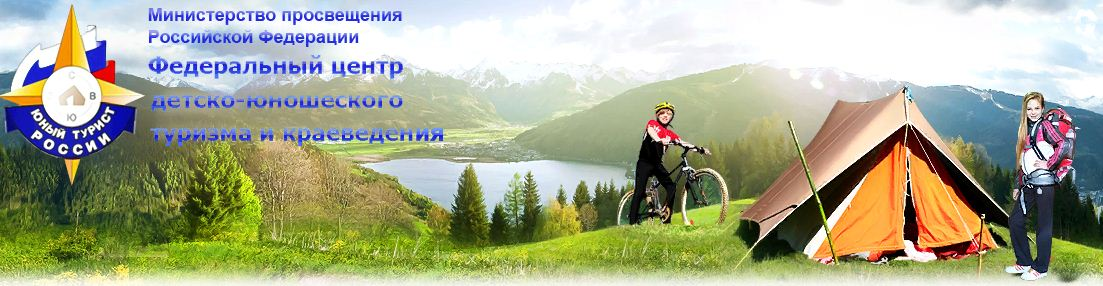 Министерство просвещения
Российской Федерации
Федеральный центр
детско-юношеского
туризма и краеведения
С
В
Ю
ЮНЫЙ ТУРИСТ
РОССИИ